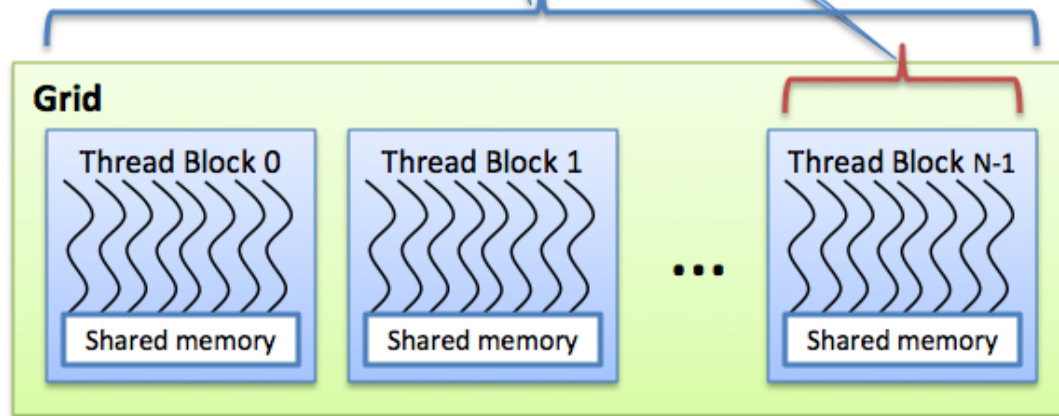 Grid
Thread Block 0
Thread Block 1
Thread Block N-1
...
Shared memory
Shared memory
Shared memory